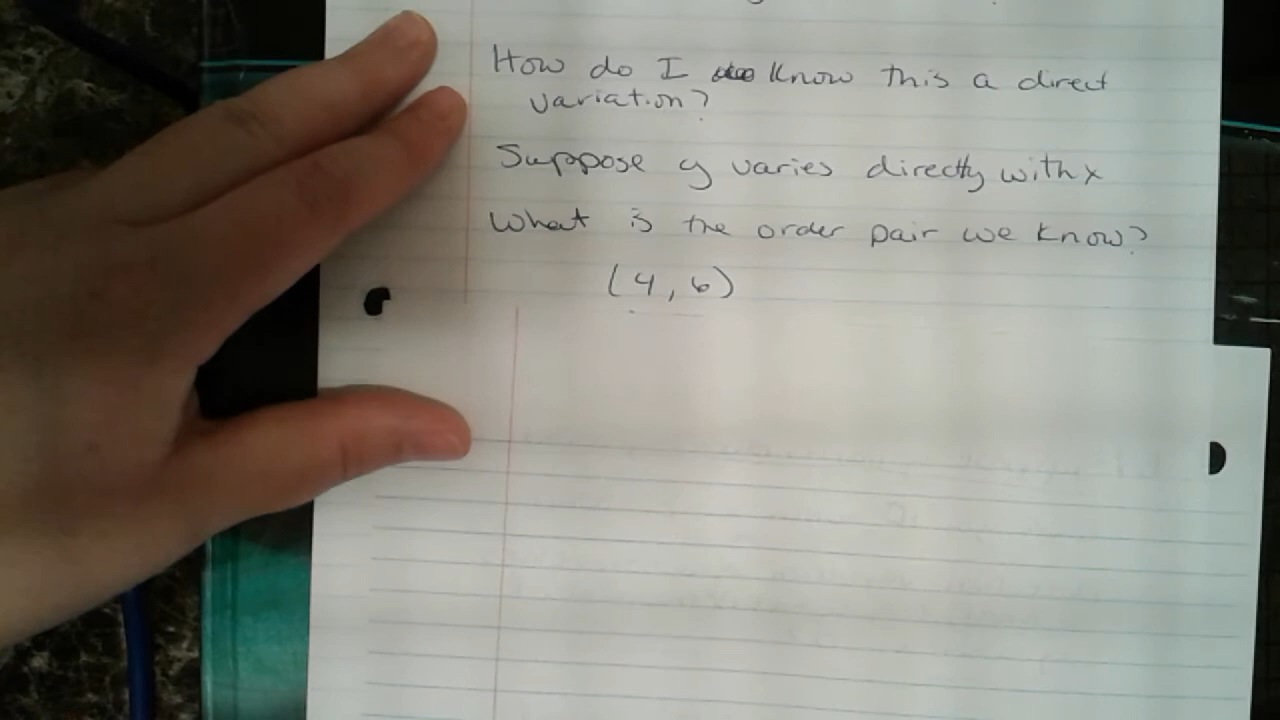 How do I know this a direct
variation?
Suppose y varies directly with x
What is the order pair we know?
(4, 6)